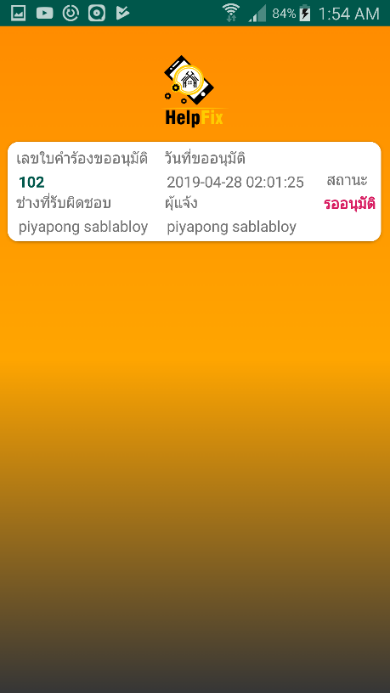 84% 1:54 AM
HelpFix
เลขใบคำร้องขออนุมัติ วันที่ขออนุมัติ
102 2019-04-28 02:01:25 สถานะ
ช่างที่รับผิดชอบ ผู้แจ้ง รออนุมัติ
piyapong sablabloy piyapong sablabloy